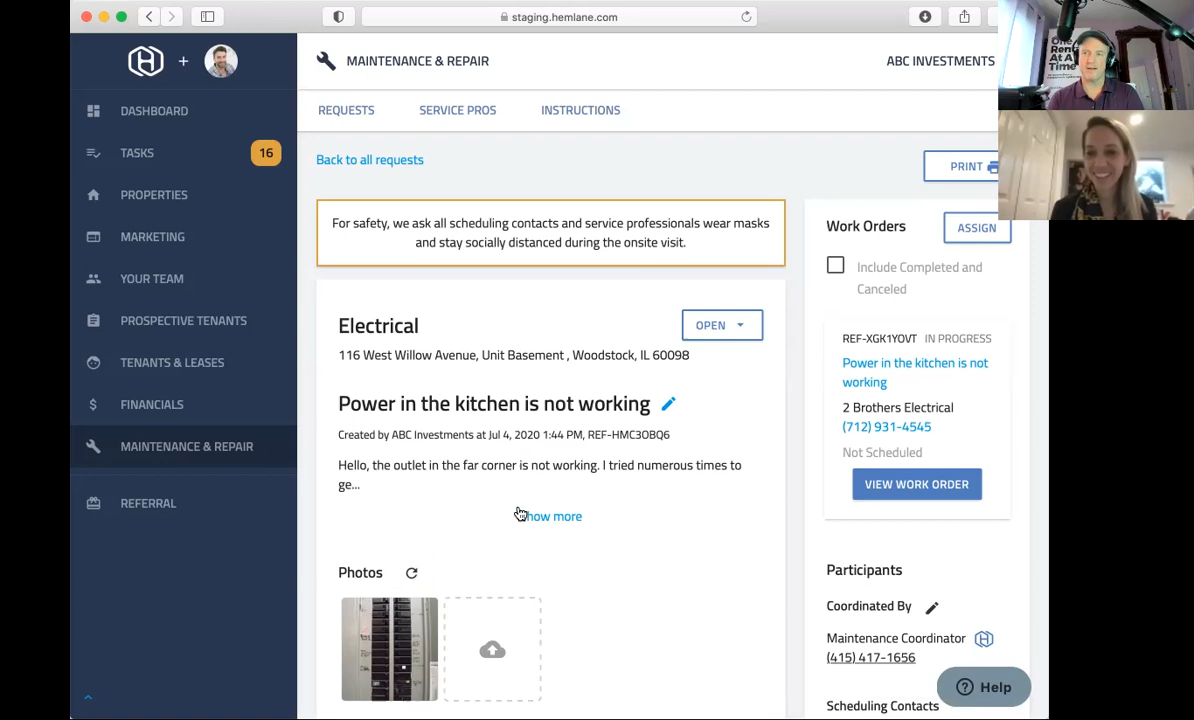 staging.hemlane.com
H +
DASHBOARD
TASKS 16
PROPERTIES
MARKETING
YOUR TEAM
PROSPECTIVE TENANTS
TENANTS & LEASES
FINANCIALS
MAINTENANCE & REPAIR
REFERRAL
MAINTENANCE & REPAIR
ABC INVESTMENTS
REQUESTS
SERVICE PROS
INSTRUCTIONS
Back to all requests
PRINT
For safety, we ask all scheduling contacts and service professionals wear masks
and stay socially distanced during the onsite visit.
Electrical
OPEN
116 West Willow Avenue, Unit Basement , Woodstock, IL 60098
Power in the kitchen is not working
Created by ABC Investments at Jul 4, 2020 1:44 PM, REF-HMC3OBQ6
Hello, the outlet in the far corner is not working. I tried numerous times to
ge...
how more
Photos
Work Orders
ASSIGN
Include Completed and
Canceled
REF-XGK1YOVT IN PROGRESS
Power in the kitchen is not
working
2 Brothers Electrical
(712) 931-4545
Not Scheduled
VIEW WORK ORDER
Participants
Coordinated By
Maintenance Coordinator
(415) 417-1656
Help
Scheduling Contacts
One
Rent
At A
Time